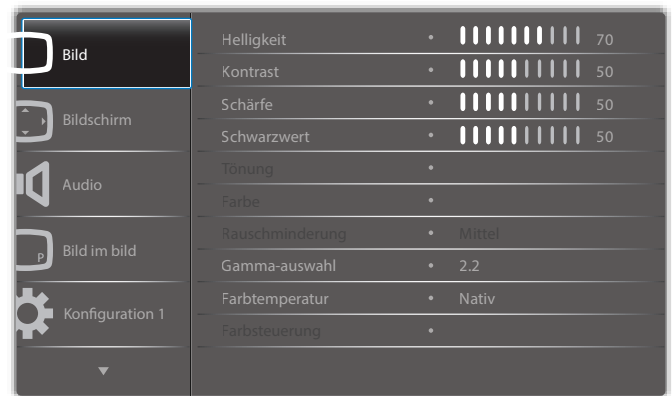 Bild
Bildschirm
Audio
P
Bild im bild
Konfiguration 1
Helligkeit • 70
Kontrast • 50
Schärfe • 50
Schwarzwert • 50
Tönung •
Farbe •
Rauschminderung • Mittel
Gamma-auswahl • 2.2
Farbtemperatur • Nativ
Farbsteuerung •